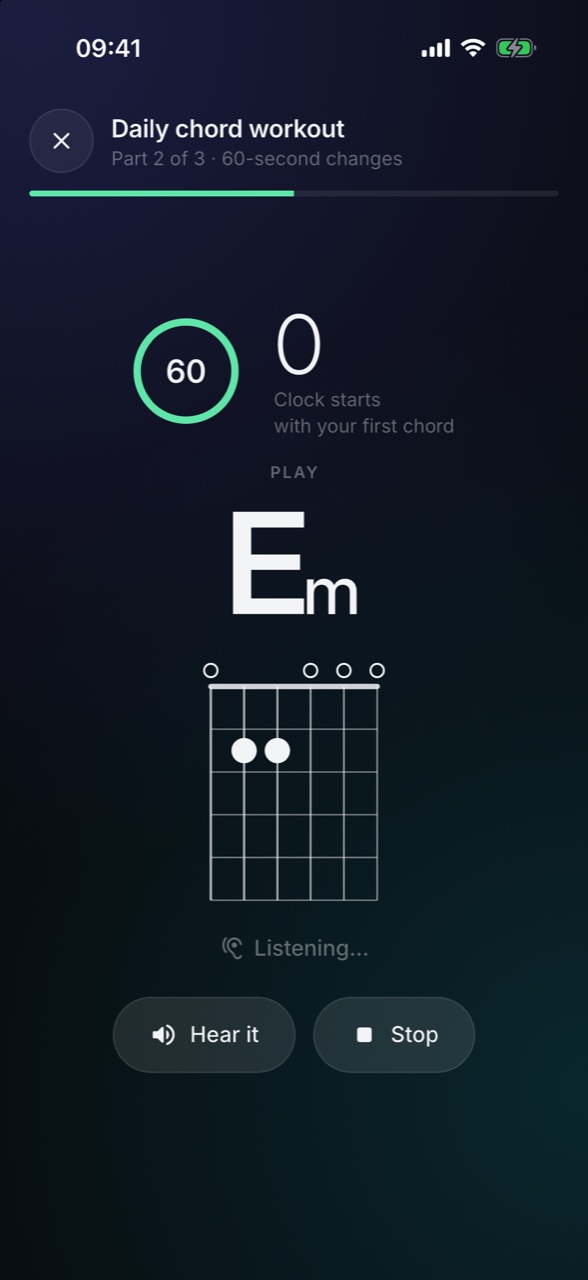 09:41
Daily chord workout
Part 2 of 3 · 60-second changes
60
0
Clock starts
with your first chord
PLAY
Em
Listening...
Hear it
Stop